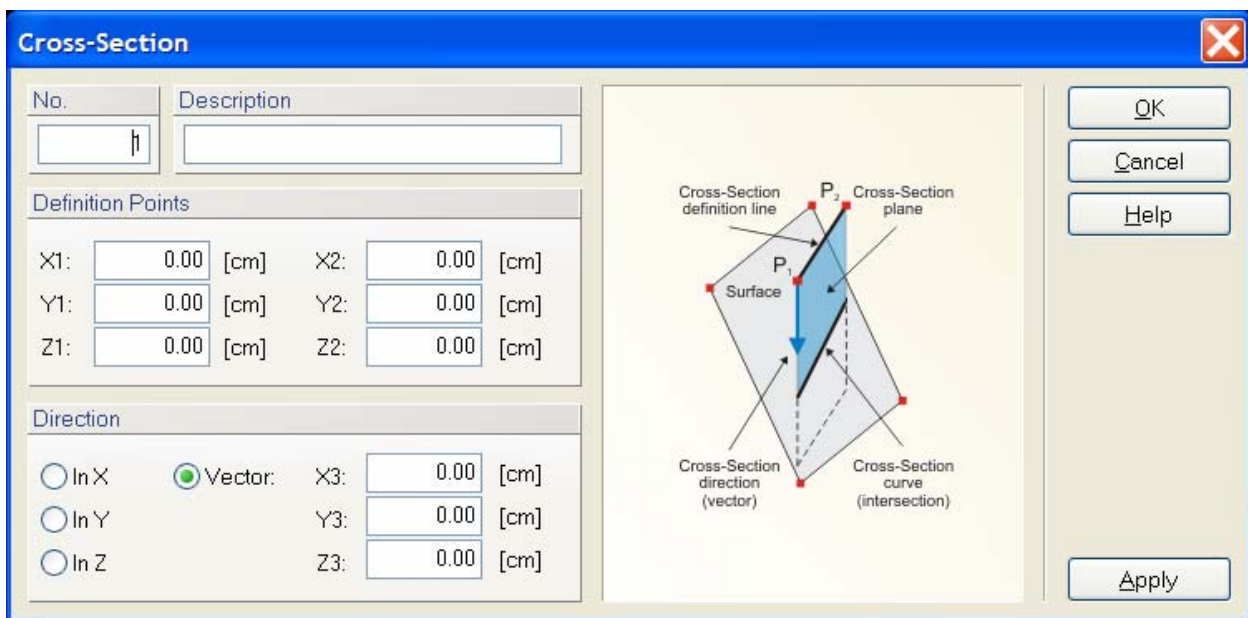 Cross-Section
No.
Description
1
Definition Points
X1: 0.00 [cm] X2: 0.00 [cm]
Y1: 0.00 [cm] Y2: 0.00 [cm]
Z1: 0.00 [cm] Z2: 0.00 [cm]
Direction
In X Vector: X3: 0.00 [cm]
In Y Y3: 0.00 [cm]
In Z Z3: 0.00 [cm]
Cross-Section
definition line
P2
Cross-Section
plane
P1
Surface
Cross-Section
direction
(vector)
Cross-Section
curve
(intersection)
OK
Cancel
Help
Apply